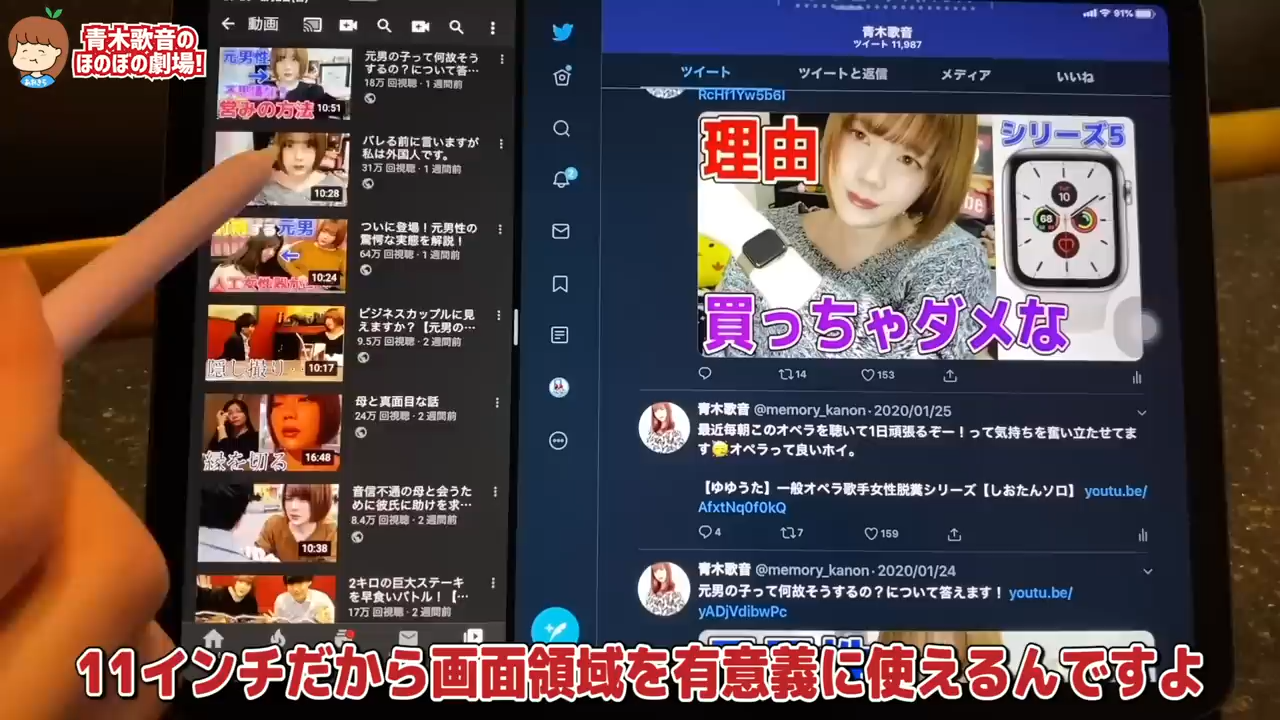 青木歌音の
ほのぼの劇場!
動画
元男の子って何故そう
するの?について答…
18万 回視聴・1 週間前
元男性
営みの方法
10:51
バレる前に言いますが
私は外国人です。
31万 回視聴・1 週間前
10:28
ついに登場!元男性の
驚愕な実態を解説!
64万 回視聴・1 週間前
元男
10:24
ビジネスカップルに見
えますか?【元男の…
9.5万 回視聴・2 週間前
隠し撮り…
10:17
母と真面目な話
24万 回視聴・2 週間前
縁を切る
16:48
音信不通の母と会うた
めに彼氏に助けを求…
8.4万 回視聴・2 週間前
10:38
2キロの巨大ステーキ
を早食いバトル!【…
17万 回視聴・2 週間前
91%
青木歌音
ツイート 11,987
ツイート
ツイートと返信
メディア
いいね
2
RcHf1Yw5b6I
理由
シリーズ5
be
10
68
買っちゃダメな
14
153
青木歌音 @memory_kanon・2020/01/25
最近毎朝このオペラを聴いて1日頑張るぞー!って気持ちを奮い立たせてま
すオペラって良いホイ。
【ゆゆうた】一般オペラ歌手女性脱糞シリーズ【しおたんソロ】 youtu.be/
AfxtNq0f0kQ
4
7
159
青木歌音 @memory_kanon・2020/01/24
元男の子って何故そうするの?について答えます! youtu.be/
yADjVdibwPc
11インチだから画面領域を有意義に使えるんですよ